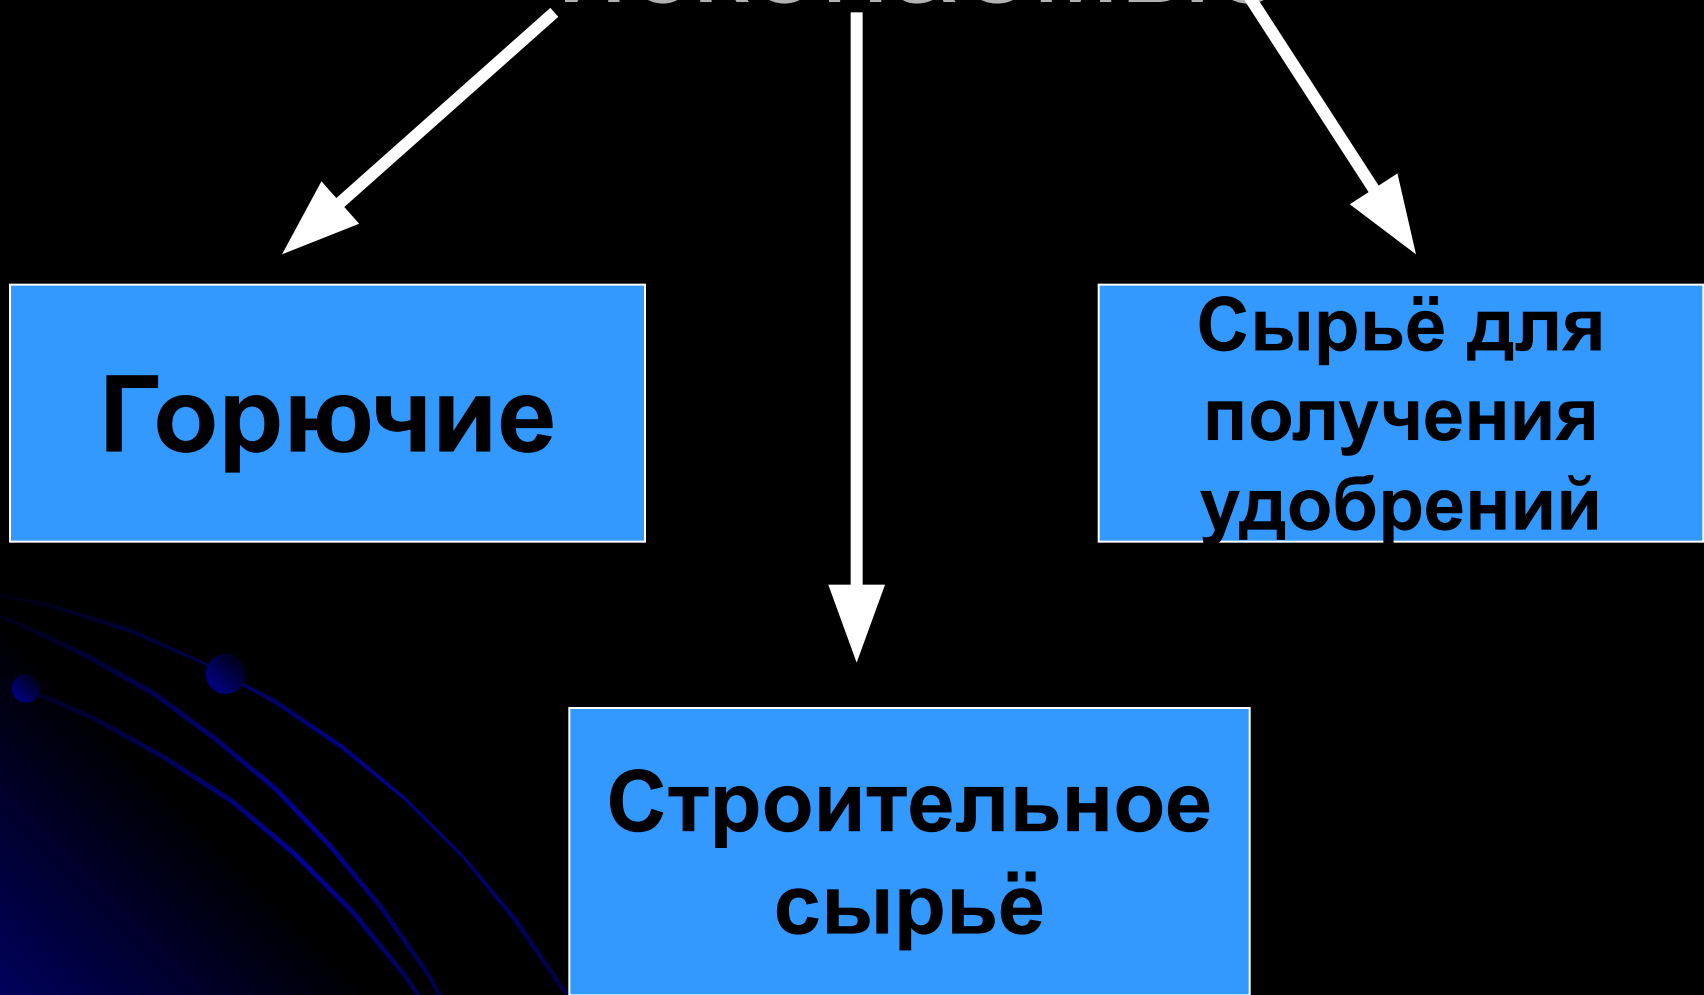 Горючие
Сырьё для
получения
удобрений
Строительное
сырьё